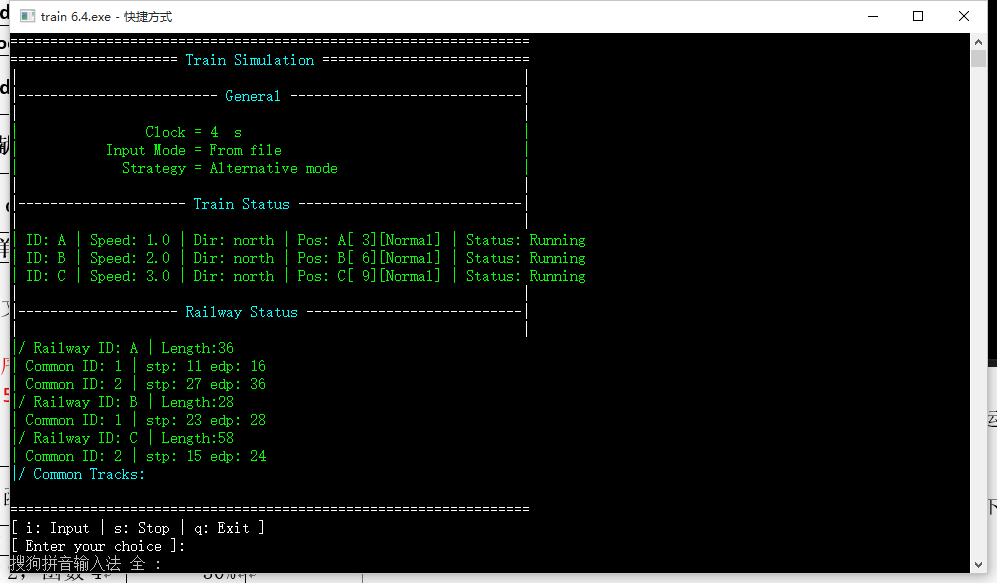 train 6.4.exe - 快捷方式
=================================================================
===================== Train Simulation ==========================
|------------------------- General -----------------------------|
Clock = 4 s
Input Mode = From file
Strategy = Alternative mode
|--------------------- Train Status ----------------------------|
| ID: A | Speed: 1.0 | Dir: north | Pos: A[ 3][Normal] | Status: Running
| ID: B | Speed: 2.0 | Dir: north | Pos: B[ 6][Normal] | Status: Running
| ID: C | Speed: 3.0 | Dir: north | Pos: C[ 9][Normal] | Status: Running
|-------------------- Railway Status ---------------------------|
|/ Railway ID: A | Length:36
| Common ID: 1 | stp: 11 edp: 16
| Common ID: 2 | stp: 27 edp: 36
|/ Railway ID: B | Length:28
| Common ID: 1 | stp: 23 edp: 28
|/ Railway ID: C | Length:58
| Common ID: 2 | stp: 15 edp: 24
|/ Common Tracks:
=================================================================
[ i: Input | s: Stop | q: Exit ]
[ Enter your choice ]:
搜狗拼音输入法 全 :